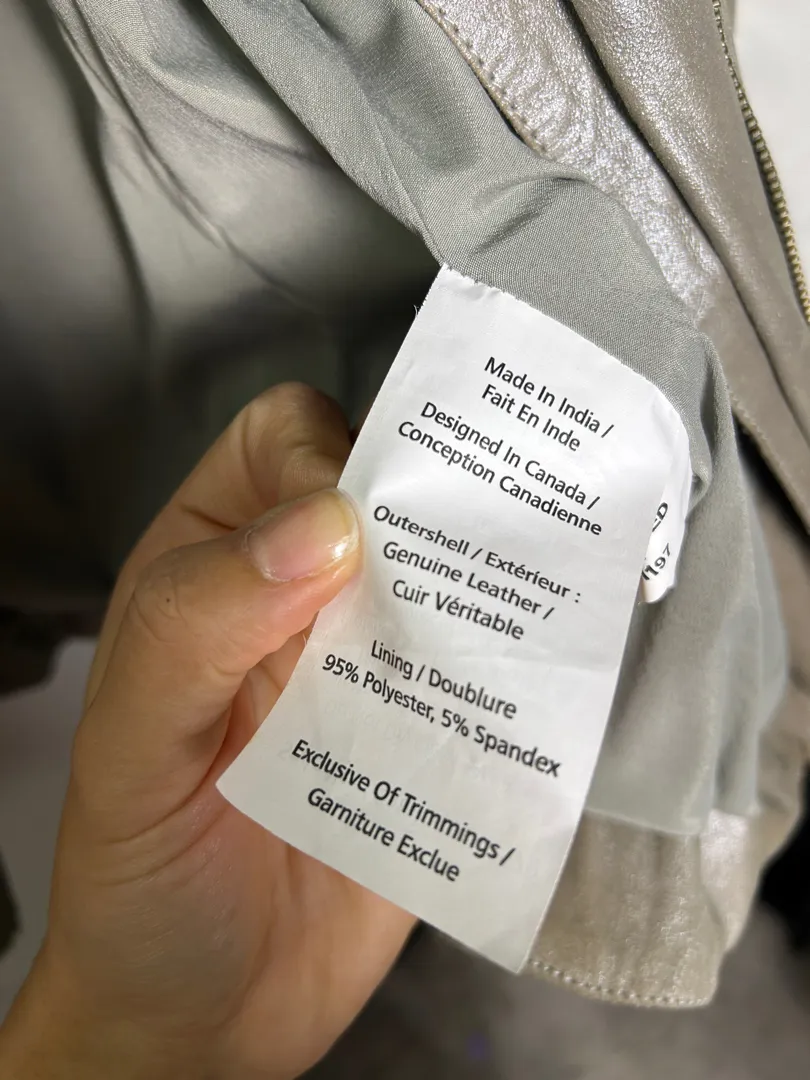 Made In India /
Fait En Inde
Designed In Canada /
Conception Canadienne
Outershell / Extérieur :
Genuine Leather /
Cuir Véritable
Lining / Doublure
95% Polyester, 5% Spandex
Exclusive Of Trimmings /
Garniture Exclue